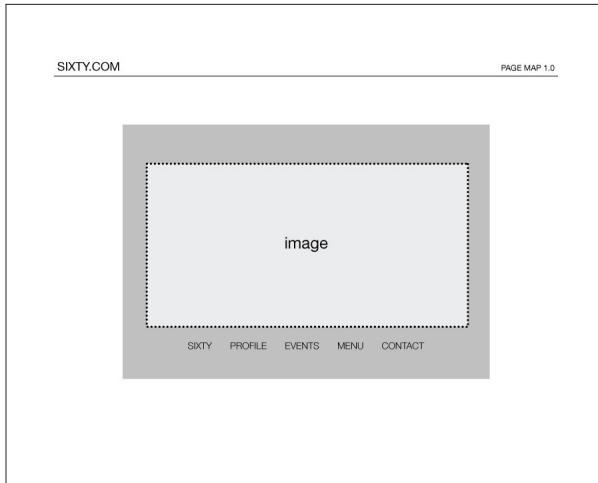 SIXTY.COM PAGE MAP 1.0
image
SIXTY PROFILE EVENTS MENU CONTACT